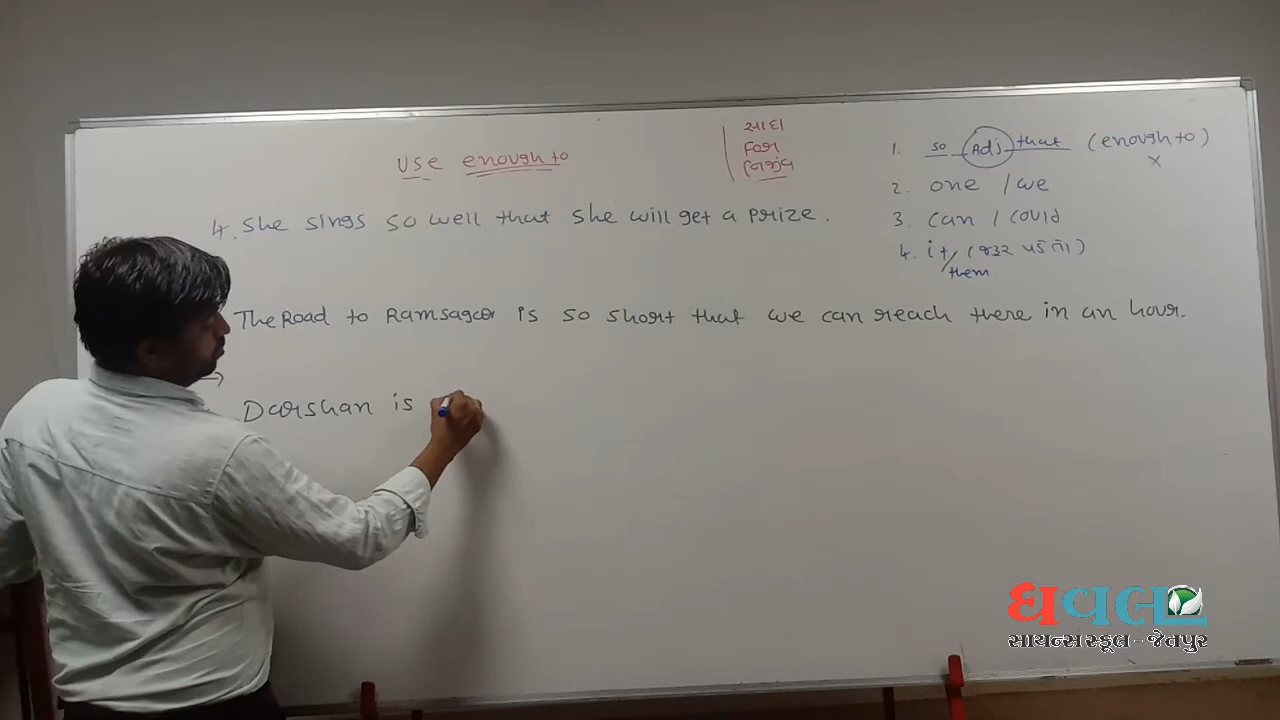 use enough to
સાદા
For
નિર્જીવ
1. so Adj that (enough to)
x
2. one / we
3. can / could
4. it / (જરૂર પડે તો)
them
4. She sings so well that she will get a prize.
The Road to Ramsagar is so short that we can reach there in an hour.
→
Darshan is
ધવલ
સાયન્સ સ્કૂલ - જેતપુર